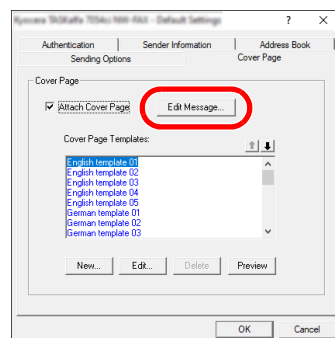 Kyocera TASKalfa 7054ci NW-FAX - Default Settings
Authentication Sender Information Address Book
Sending Options Cover Page
Cover Page
Attach Cover Page Edit Message...
Cover Page Templates:
English template 01
English template 02
English template 03
English template 04
English template 05
German template 01
German template 02
German template 03
New... Edit... Delete Preview
OK Cancel